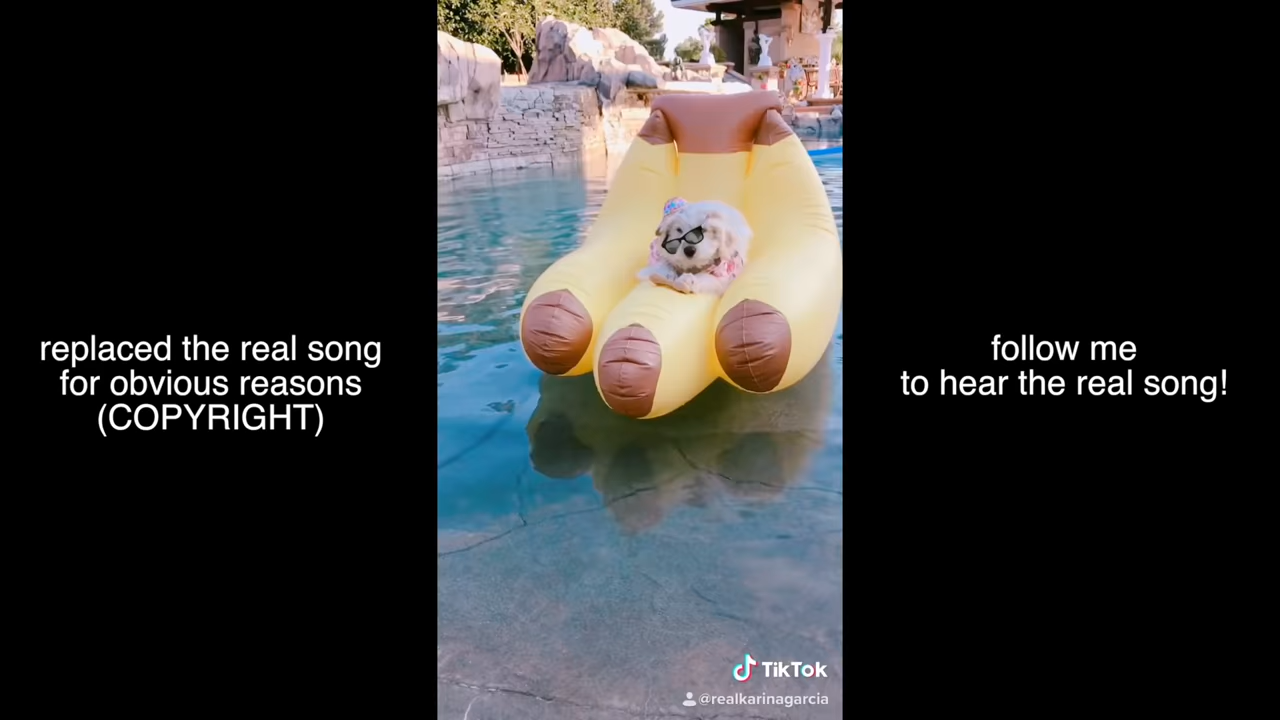 replaced the real song
for obvious reasons
(COPYRIGHT)
follow me
to hear the real song!
TikTok
@realkarinagarcia